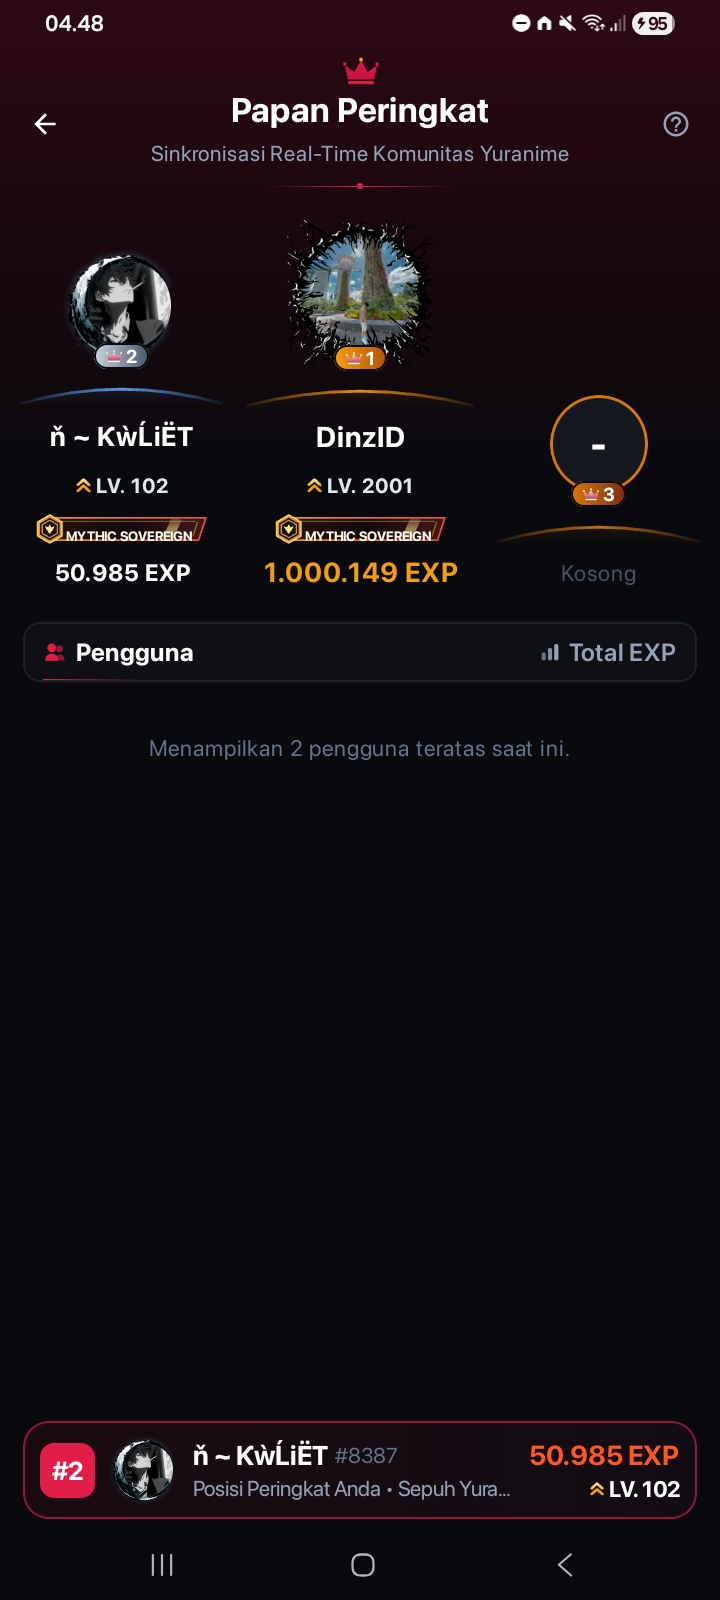 04.48
95
Papan Peringkat
Sinkronisasi Real-Time Komunitas Yuranime
2
ň ~ KẁĹiËT
LV. 102
MYTHIC SOVEREIGN
50.985 EXP
1
DinzID
LV. 2001
MYTHIC SOVEREIGN
1.000.149 EXP
-
3
Kosong
Pengguna
Total EXP
Menampilkan 2 pengguna teratas saat ini.
#2
ň ~ KẁĹiËT #8387
50.985 EXP
Posisi Peringkat Anda • Sepuh Yura...
LV. 102